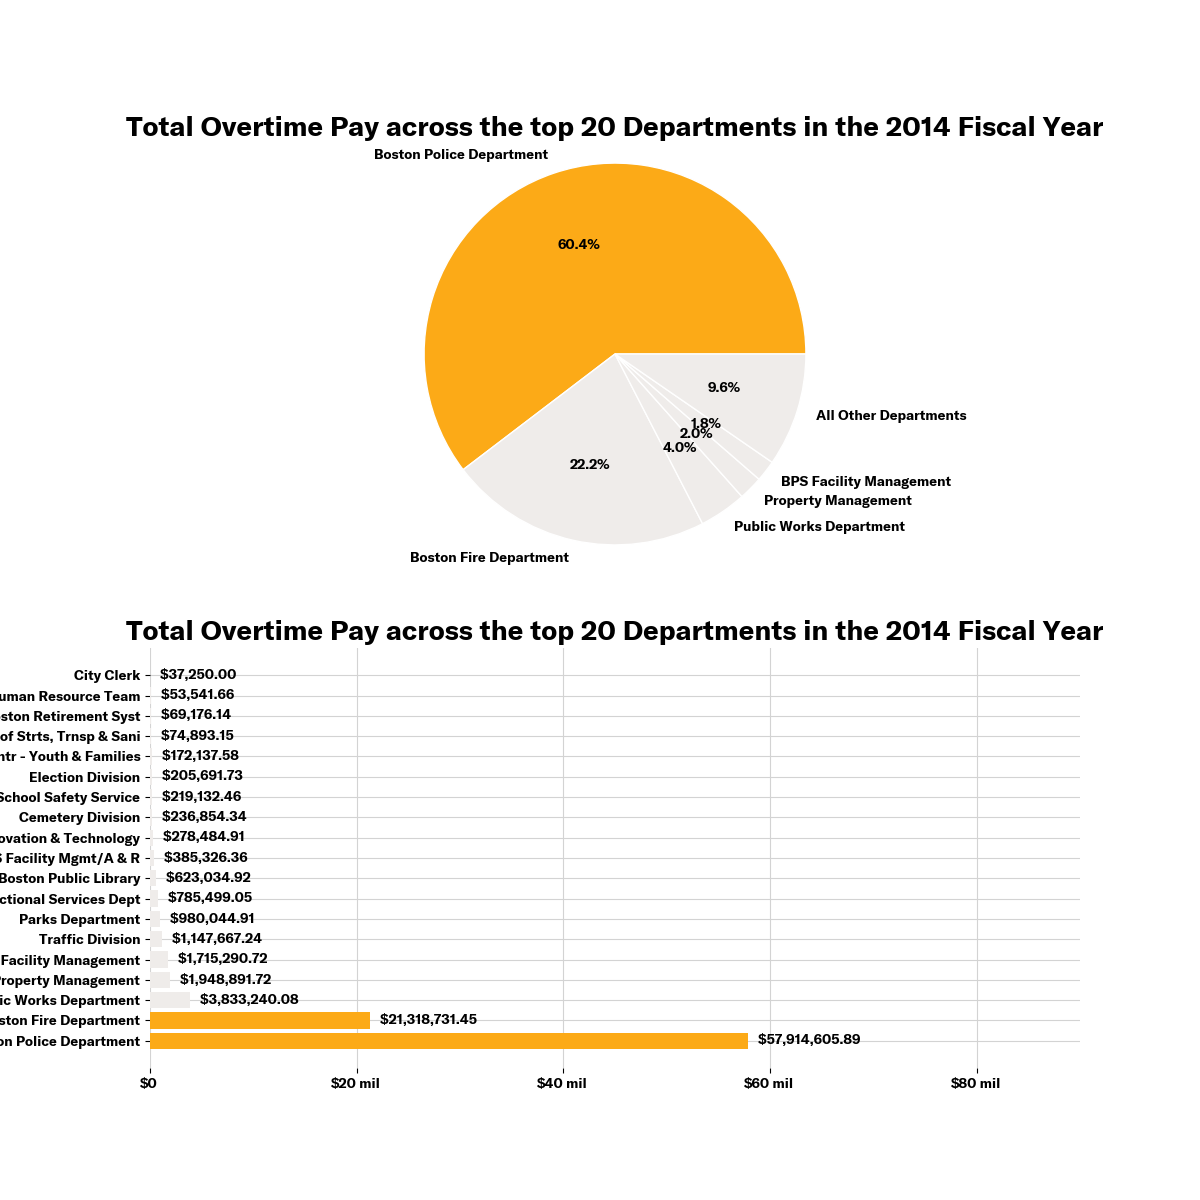 Total Overtime Pay across the top 20 Departments in the 2014 Fiscal Year
Boston Police Department
60.4%
9.6%
All Other Departments
1.8%
2.0%
4.0%
22.2%
BPS Facility Management
Property Management
Public Works Department
Boston Fire Department
Total Overtime Pay across the top 20 Departments in the 2014 Fiscal Year
City Clerk $37,250.00
uman Resource Team $53,541.66
ston Retirement Syst $69,176.14
of Strts, Trnsp & Sani $74,893.15
ntr - Youth & Families $172,137.58
Election Division $205,691.73
School Safety Service $219,132.46
Cemetery Division $236,854.34
ovation & Technology $278,484.91
S Facility Mgmt/A & R $385,326.36
Boston Public Library $623,034.92
ctional Services Dept $785,499.05
Parks Department $980,044.91
Traffic Division $1,147,667.24
Facility Management $1,715,290.72
Property Management $1,948,891.72
ic Works Department $3,833,240.08
ston Fire Department $21,318,731.45
on Police Department $57,914,605.89
$0 $20 mil $40 mil $60 mil $80 mil